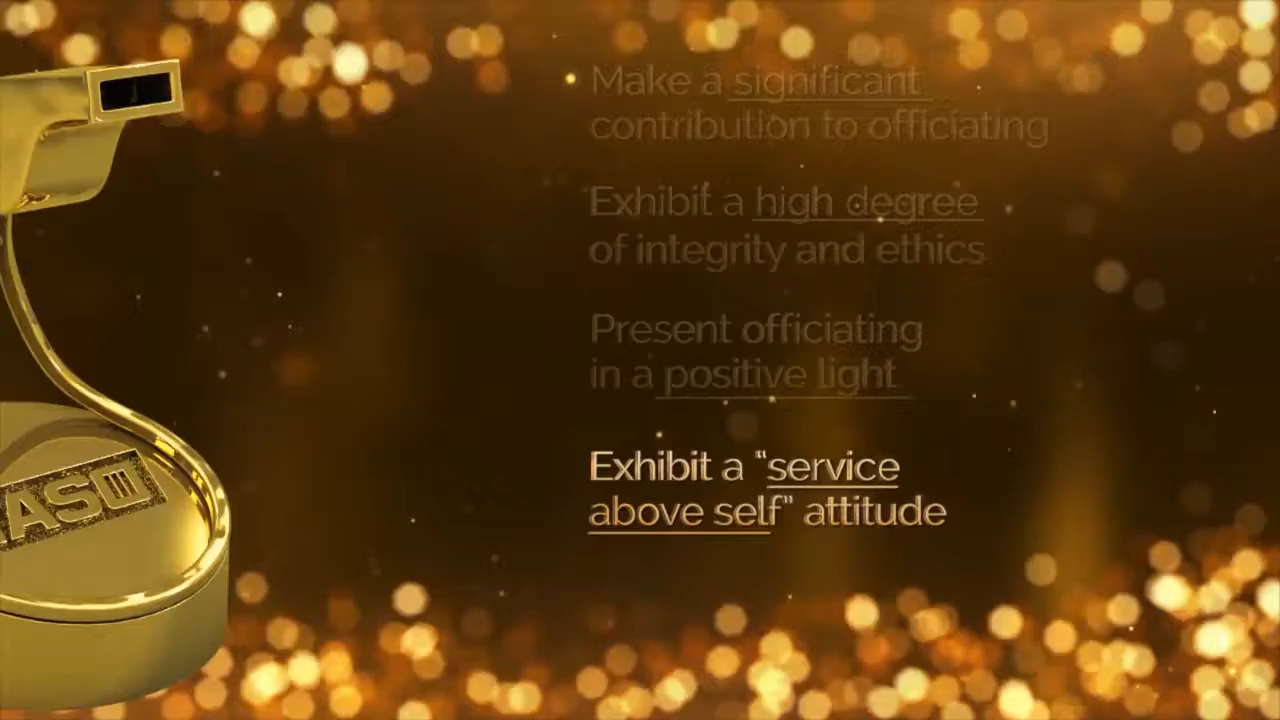 Make a significant
contribution to officiating
Exhibit a high degree
of integrity and ethics
Present officiating
in a positive light
Exhibit a “service
above self” attitude
ASO